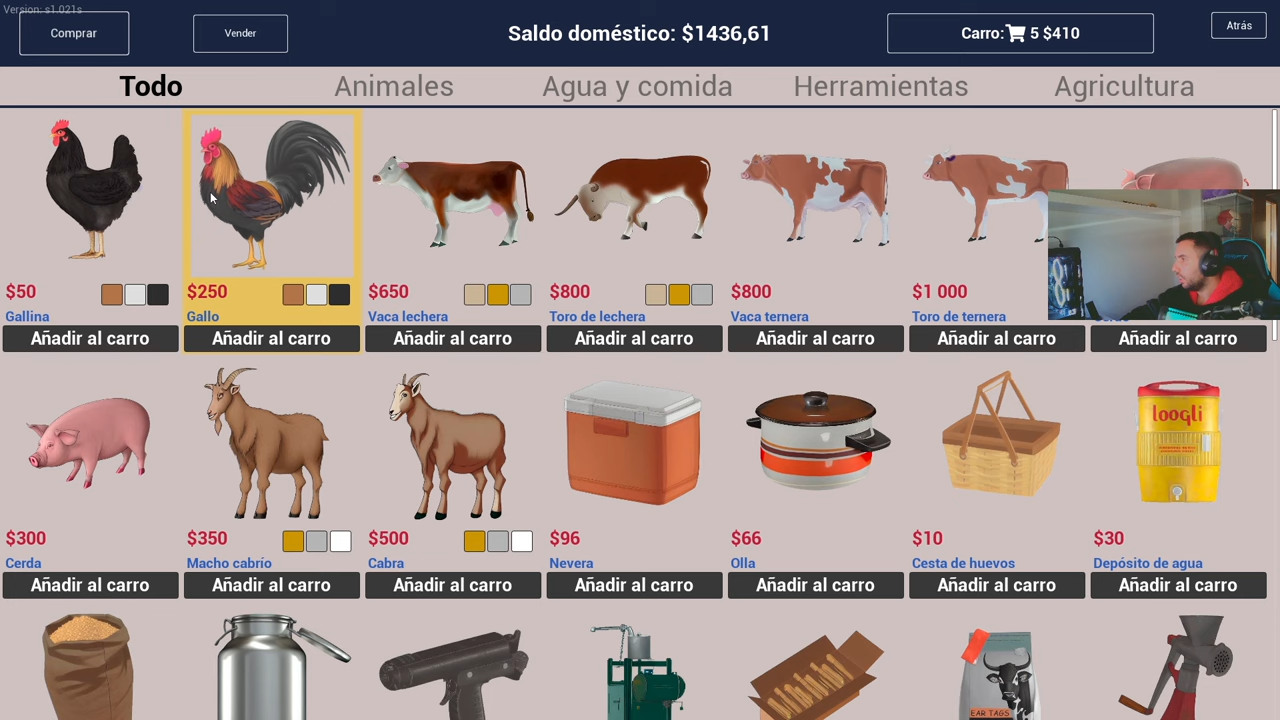 Version: s1.021s
Comprar
Vender
Saldo doméstico: $1436,61
Carro: 5 $410
Atrás
Todo
Animales
Agua y comida
Herramientas
Agricultura
$50
Gallina
Añadir al carro
$250
Gallo
Añadir al carro
$650
Vaca lechera
Añadir al carro
$800
Toro de lechera
Añadir al carro
$800
Vaca ternera
Añadir al carro
$1 000
Toro de ternera
Añadir al carro
Añadir al carro
$300
Cerda
Añadir al carro
$350
Macho cabrío
Añadir al carro
$500
Cabra
Añadir al carro
$96
Nevera
Añadir al carro
$66
Olla
Añadir al carro
$10
Cesta de huevos
Añadir al carro
loogli
$30
Depósito de agua
Añadir al carro
EAR TAGS